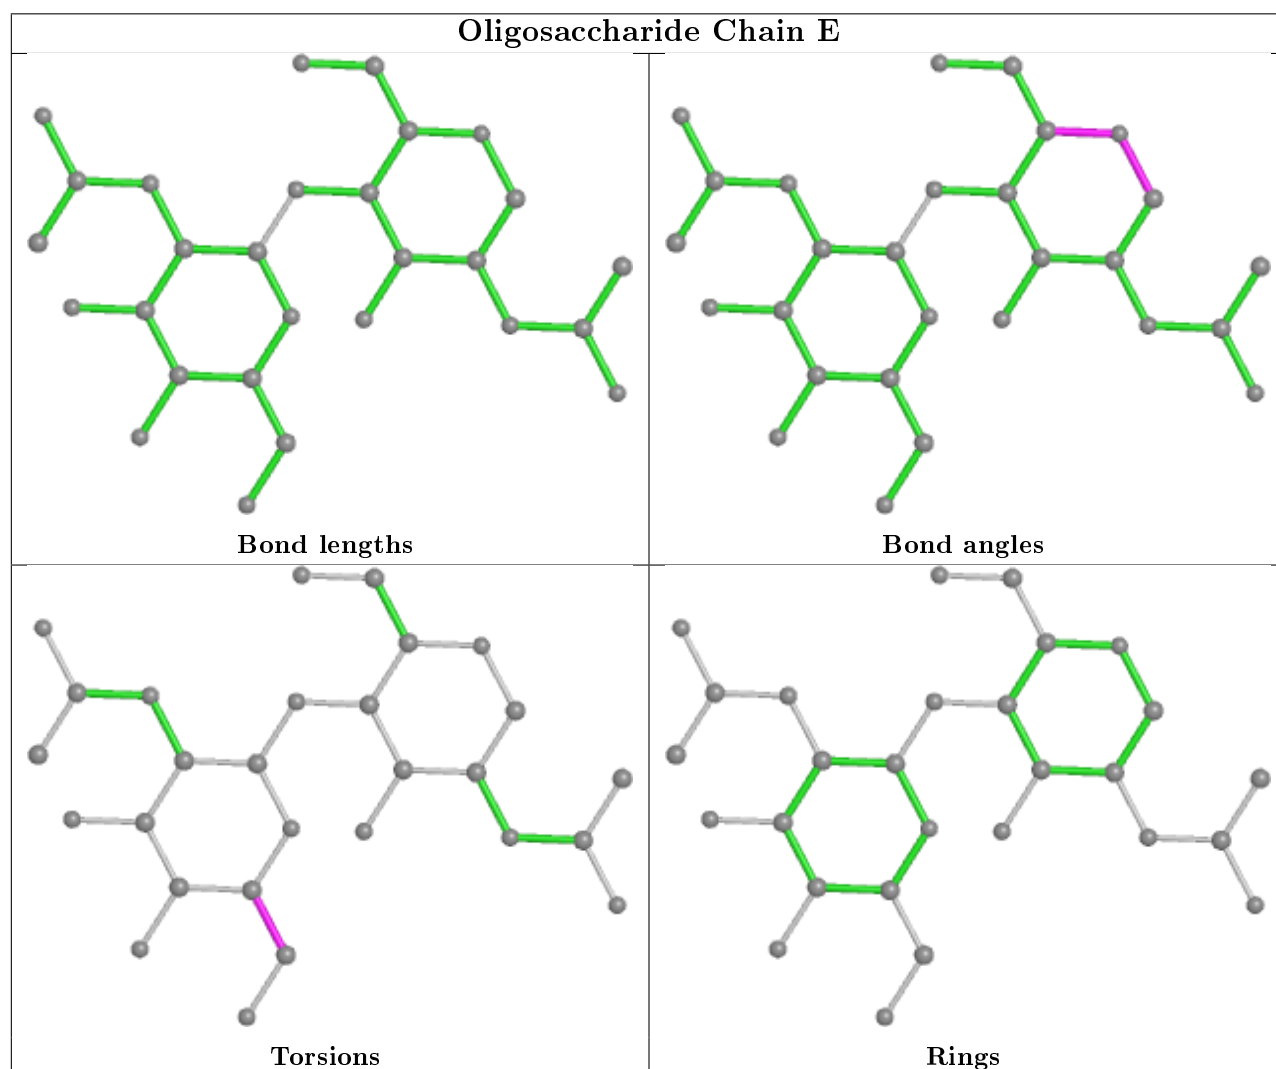 Oligosaccharide Chain E
Bond lengths
Bond angles
Torsions
Rings